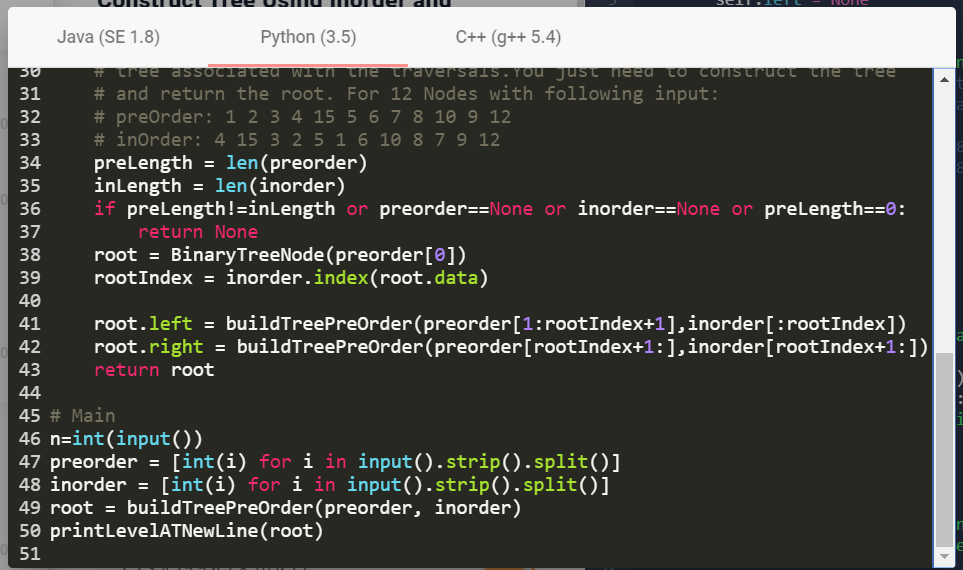 Construct Tree Using Inorder and
self.left = None
Java (SE 1.8) Python (3.5) C++ (g++ 5.4)
30 # tree associated with the traversals.You just need to construct the tree
31 # and return the root. For 12 Nodes with following input:
32 # preOrder: 1 2 3 4 15 5 6 7 8 10 9 12
33 # inOrder: 4 15 3 2 5 1 6 10 8 7 9 12
34 preLength = len(preorder)
35 inLength = len(inorder)
36 if preLength!=inLength or preorder==None or inorder==None or preLength==0:
37 return None
38 root = BinaryTreeNode(preorder[0])
39 rootIndex = inorder.index(root.data)
40
41 root.left = buildTreePreOrder(preorder[1:rootIndex+1],inorder[:rootIndex])
42 root.right = buildTreePreOrder(preorder[rootIndex+1:],inorder[rootIndex+1:])
43 return root
44
45 # Main
46 n=int(input())
47 preorder = [int(i) for i in input().strip().split()]
48 inorder = [int(i) for i in input().strip().split()]
49 root = buildTreePreOrder(preorder, inorder)
50 printLevelATNewLine(root)
51